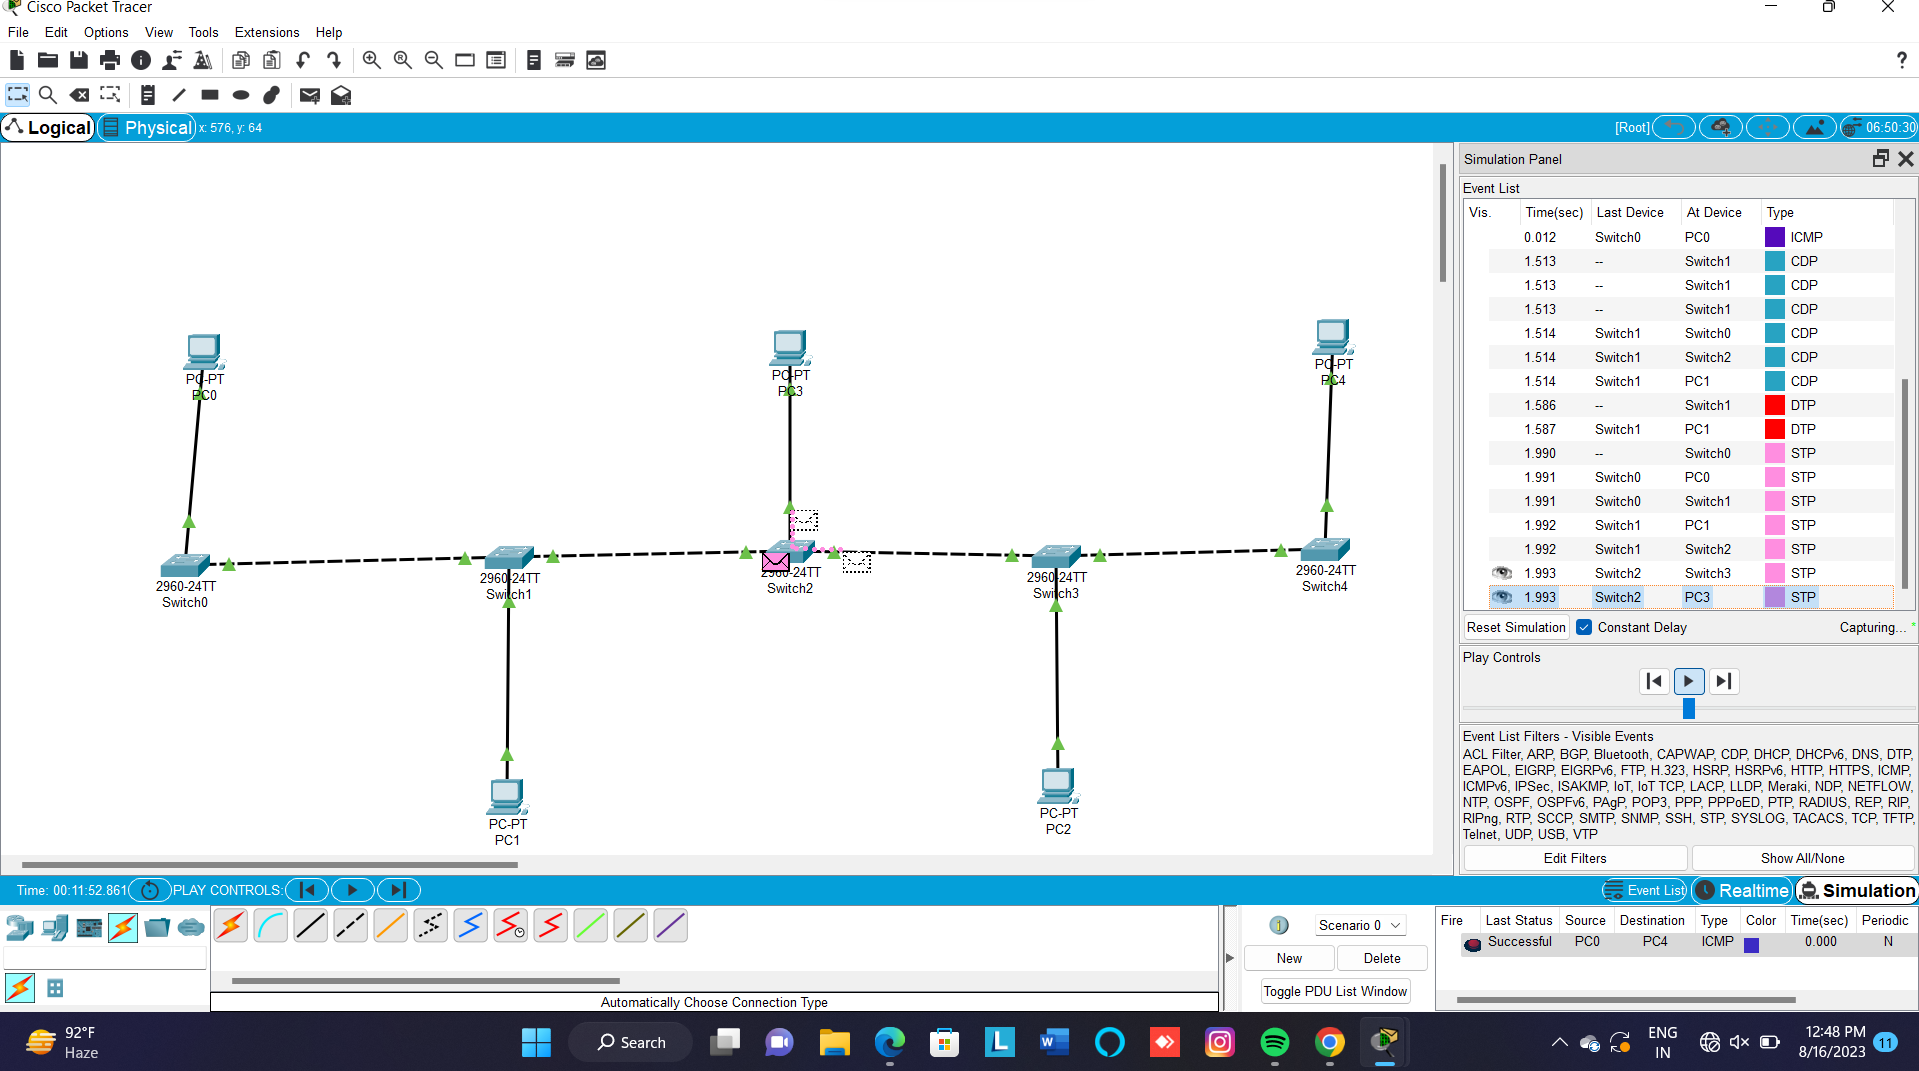 Cisco Packet Tracer
File Edit Options View Tools Extensions Help
?
Logical Physical x: 576, y: 64 [Root] 06:50:30
Simulation Panel
Event List
Vis. Time(sec) Last Device At Device Type
0.012 Switch0 PC0 ICMP
1.513 -- Switch1 CDP
1.513 -- Switch1 CDP
1.513 -- Switch1 CDP
1.514 Switch1 Switch0 CDP
1.514 Switch1 Switch2 CDP
1.514 Switch1 PC1 CDP
1.586 -- Switch1 DTP
1.587 Switch1 PC1 DTP
1.990 -- Switch0 STP
1.991 Switch0 PC0 STP
1.991 Switch0 Switch1 STP
1.992 Switch1 PC1 STP
1.992 Switch1 Switch2 STP
1.993 Switch2 Switch3 STP
1.993 Switch2 PC3 STP
Reset Simulation Constant Delay Capturing... *
Play Controls
Event List Filters - Visible Events
ACL Filter, ARP, BGP, Bluetooth, CAPWAP, CDP, DHCP, DHCPv6, DNS, DTP,
EAPOL, EIGRP, EIGRPv6, FTP, H.323, HSRP, HSRPv6, HTTP, HTTPS, ICMP,
ICMPv6, IPSec, ISAKMP, IoT, IoT TCP, LACP, LLDP, Meraki, NDP, NETFLOW,
NTP, OSPF, OSPFv6, PAgP, POP3, PPP, PPPoED, PTP, RADIUS, REP, RIP,
RIPng, RTP, SCCP, SMTP, SNMP, SSH, STP, SYSLOG, TACACS, TCP, TFTP,
Telnet, UDP, USB, VTP
Edit Filters Show All/None
PC-PT
PC0
PC-PT
PC3
PC-PT
PC4
2960-24TT
Switch0
2960-24TT
Switch1
2960-24TT
Switch2
2960-24TT
Switch3
2960-24TT
Switch4
PC-PT
PC1
PC-PT
PC2
Time: 00:11:52.861 PLAY CONTROLS: Event List Realtime Simulation
Automatically Choose Connection Type
Scenario 0
New Delete
Toggle PDU List Window
Fire Last Status Source Destination Type Color Time(sec) Periodic
Successful PC0 PC4 ICMP 0.000 N
92°F
Haze
Search
ENG
IN
12:48 PM
8/16/2023
11